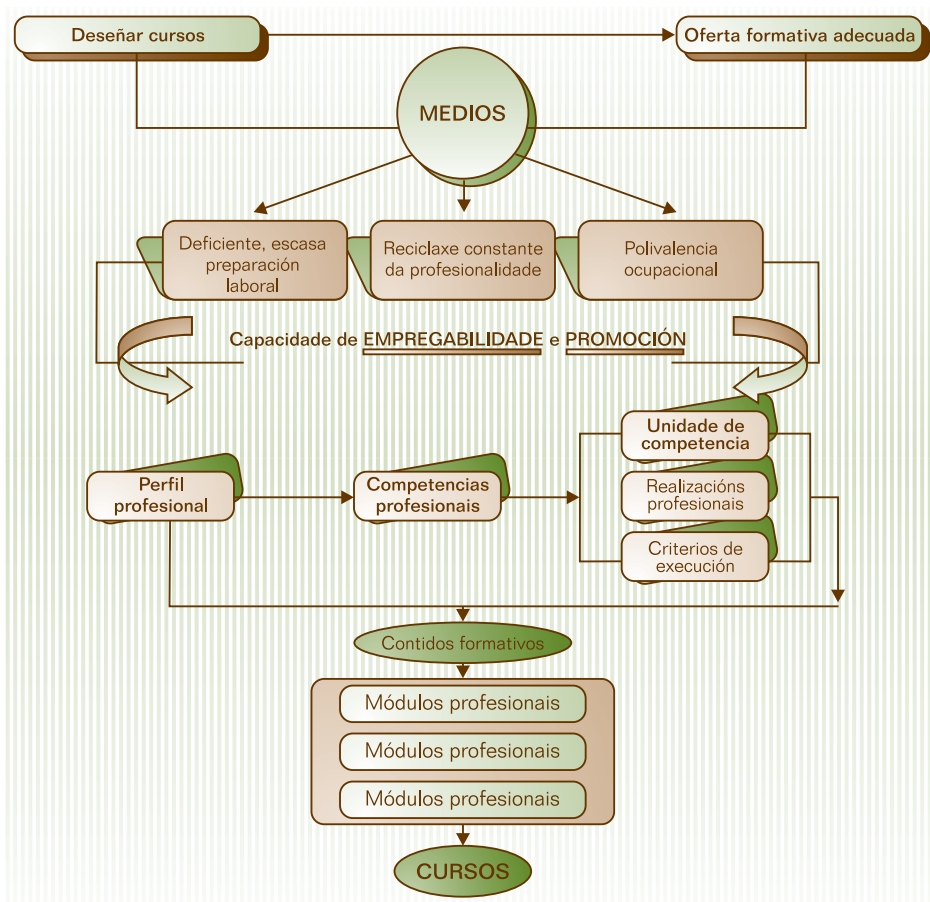 Deseñar cursos
Oferta formativa adecuada
MEDIOS
Deficiente, escasa
preparación
laboral
Reciclaxe constante
da profesionalidade
Polivalencia
ocupacional
Capacidade de EMPREGABILIDADE e PROMOCIÓN
Perfil
profesional
Competencias
profesionais
Unidade de
competencia
Realizacións
profesionais
Criterios de
execución
Contidos formativos
Módulos profesionais
Módulos profesionais
Módulos profesionais
CURSOS